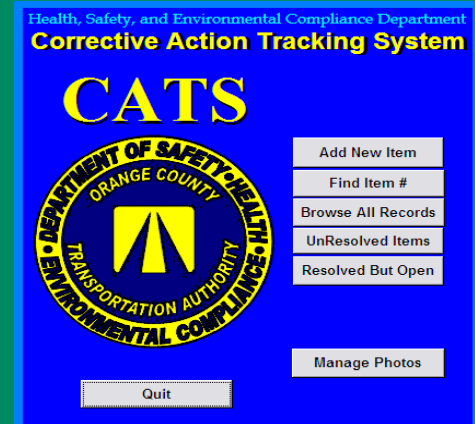 Health, Safety, and Environmental Compliance Department
Corrective Action Tracking System
CATS
DEPARTMENT OF SAFETY • HEALTH
ENVIRONMENTAL COMPLIANCE
ORANGE COUNTY
TRANSPORTATION AUTHORITY
Add New Item
Find Item #
Browse All Records
UnResolved Items
Resolved But Open
Manage Photos
Quit